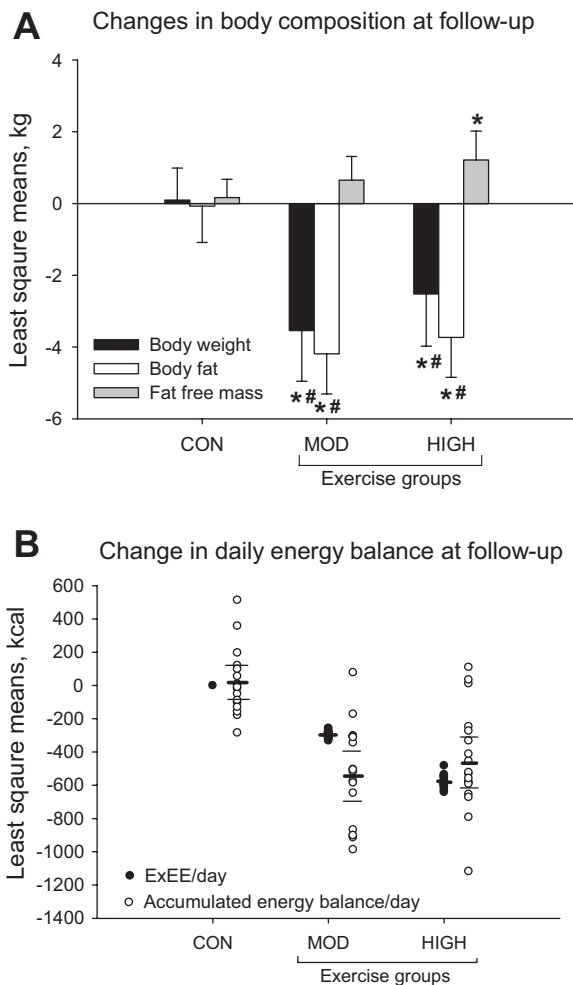 A Changes in body composition at follow-up
Least sqaure means, kg
4
2
0
-2
-4
-6
*
*# *#
*# *#
Body weight
Body fat
Fat free mass
CON MOD HIGH
Exercise groups
B Change in daily energy balance at follow-up
Least sqaure means, kcal
600
400
200
0
-200
-400
-600
-800
-1000
-1200
-1400
ExEE/day
Accumulated energy balance/day
CON MOD HIGH
Exercise groups